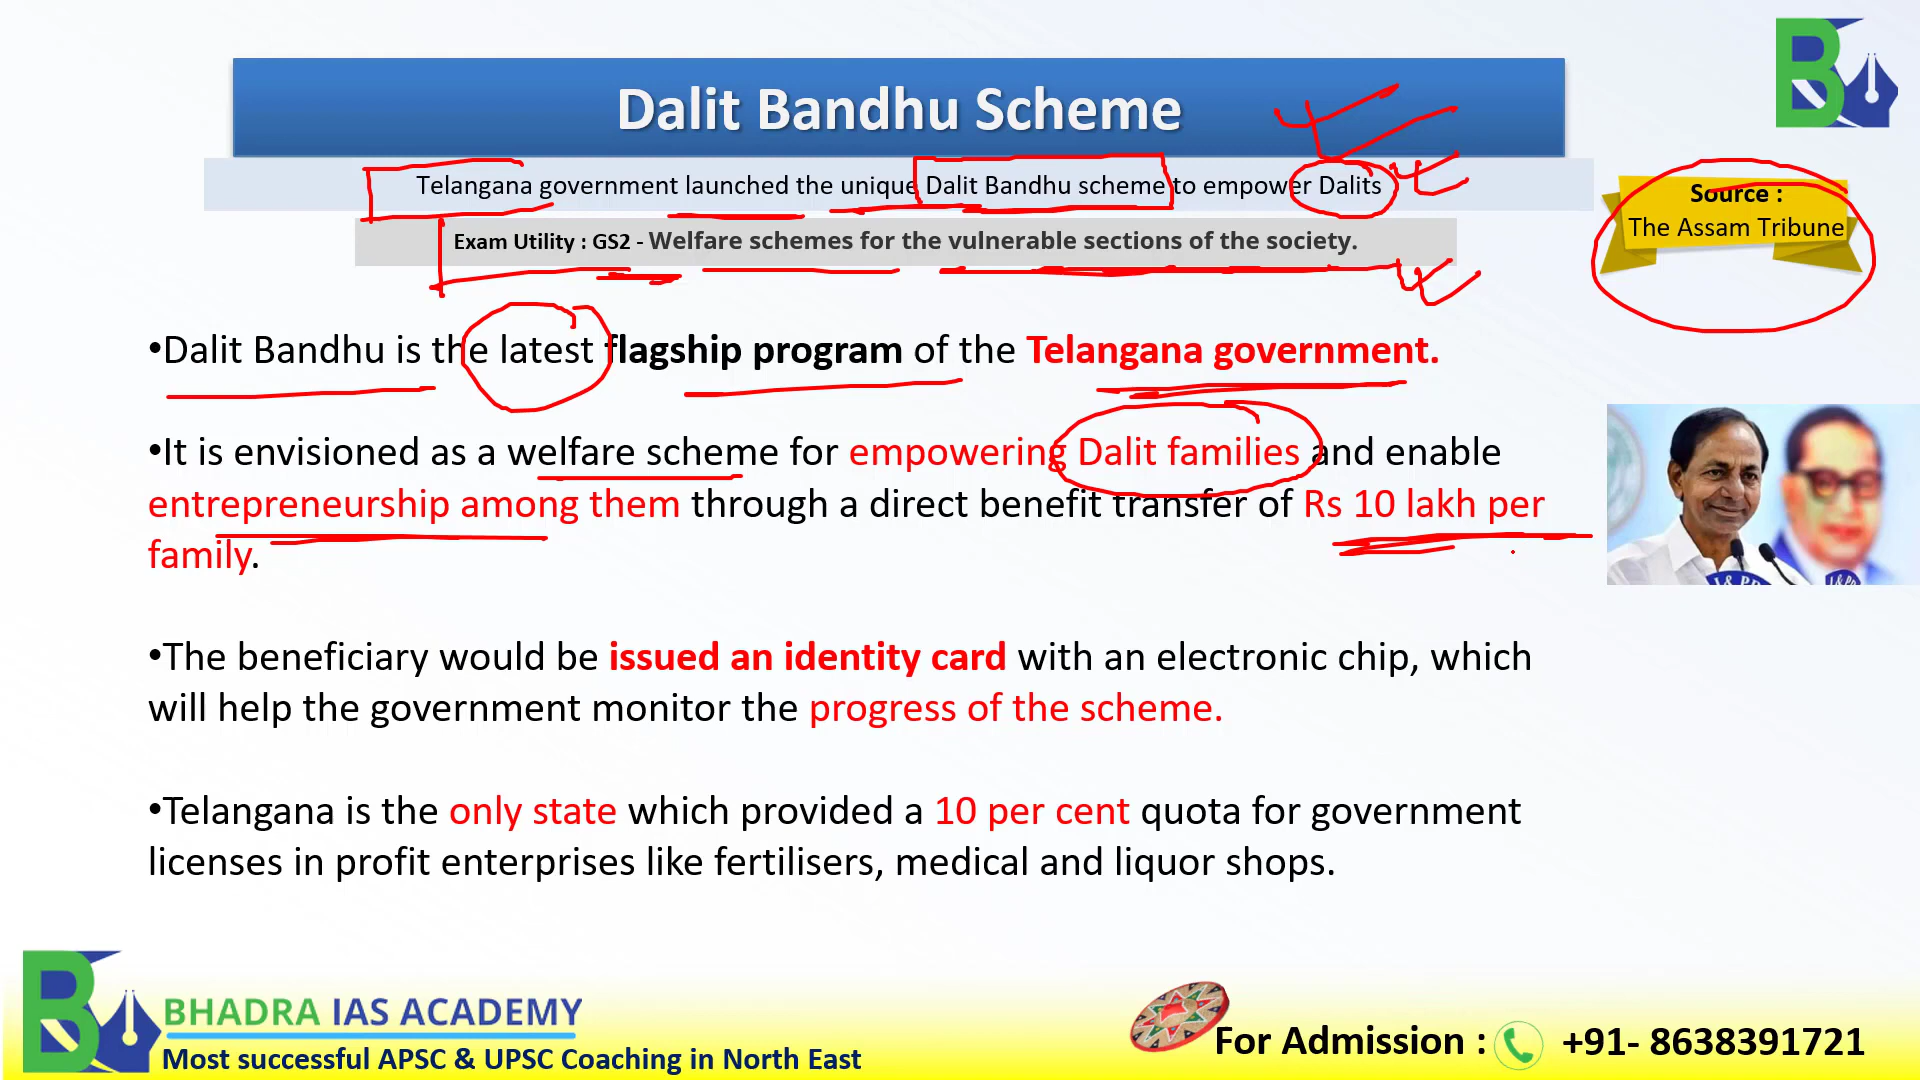 Dalit Bandhu Scheme
Telangana government launched the unique Dalit Bandhu scheme to empower Dalits
Source :
The Assam Tribune
Exam Utility : GS2 - Welfare schemes for the vulnerable sections of the society.
•Dalit Bandhu is the latest flagship program of the Telangana government.
•It is envisioned as a welfare scheme for empowering Dalit families and enable
entrepreneurship among them through a direct benefit transfer of Rs 10 lakh per
family.
•The beneficiary would be issued an identity card with an electronic chip, which
will help the government monitor the progress of the scheme.
•Telangana is the only state which provided a 10 per cent quota for government
licenses in profit enterprises like fertilisers, medical and liquor shops.
BHADRA IAS ACADEMY
Most successful APSC & UPSC Coaching in North East
For Admission : +91- 8638391721